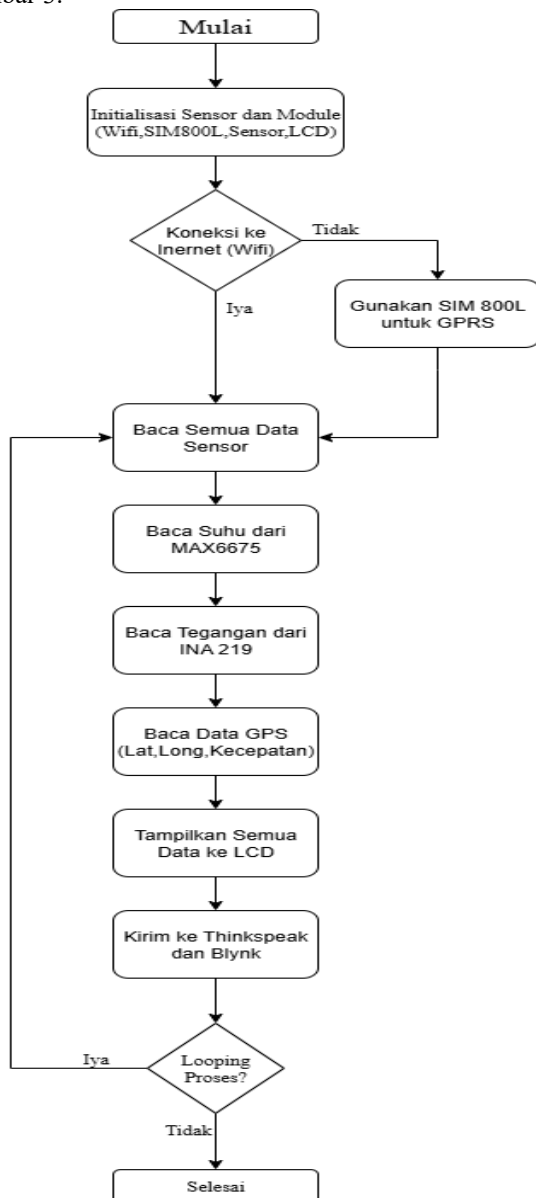 Mulai
Initialisasi Sensor dan Module
(Wifi,SIM800L,Sensor,LCD)
Koneksi ke
Inernet (Wifi)
Tidak
Iya
Gunakan SIM 800L
untuk GPRS
Baca Semua Data
Sensor
Baca Suhu dari
MAX6675
Baca Tegangan dari
INA 219
Baca Data GPS
(Lat,Long,Kecepatan)
Tampilkan Semua
Data ke LCD
Kirim ke Thinkspeak
dan Blynk
Iya
Looping
Proses?
Tidak
Selesai